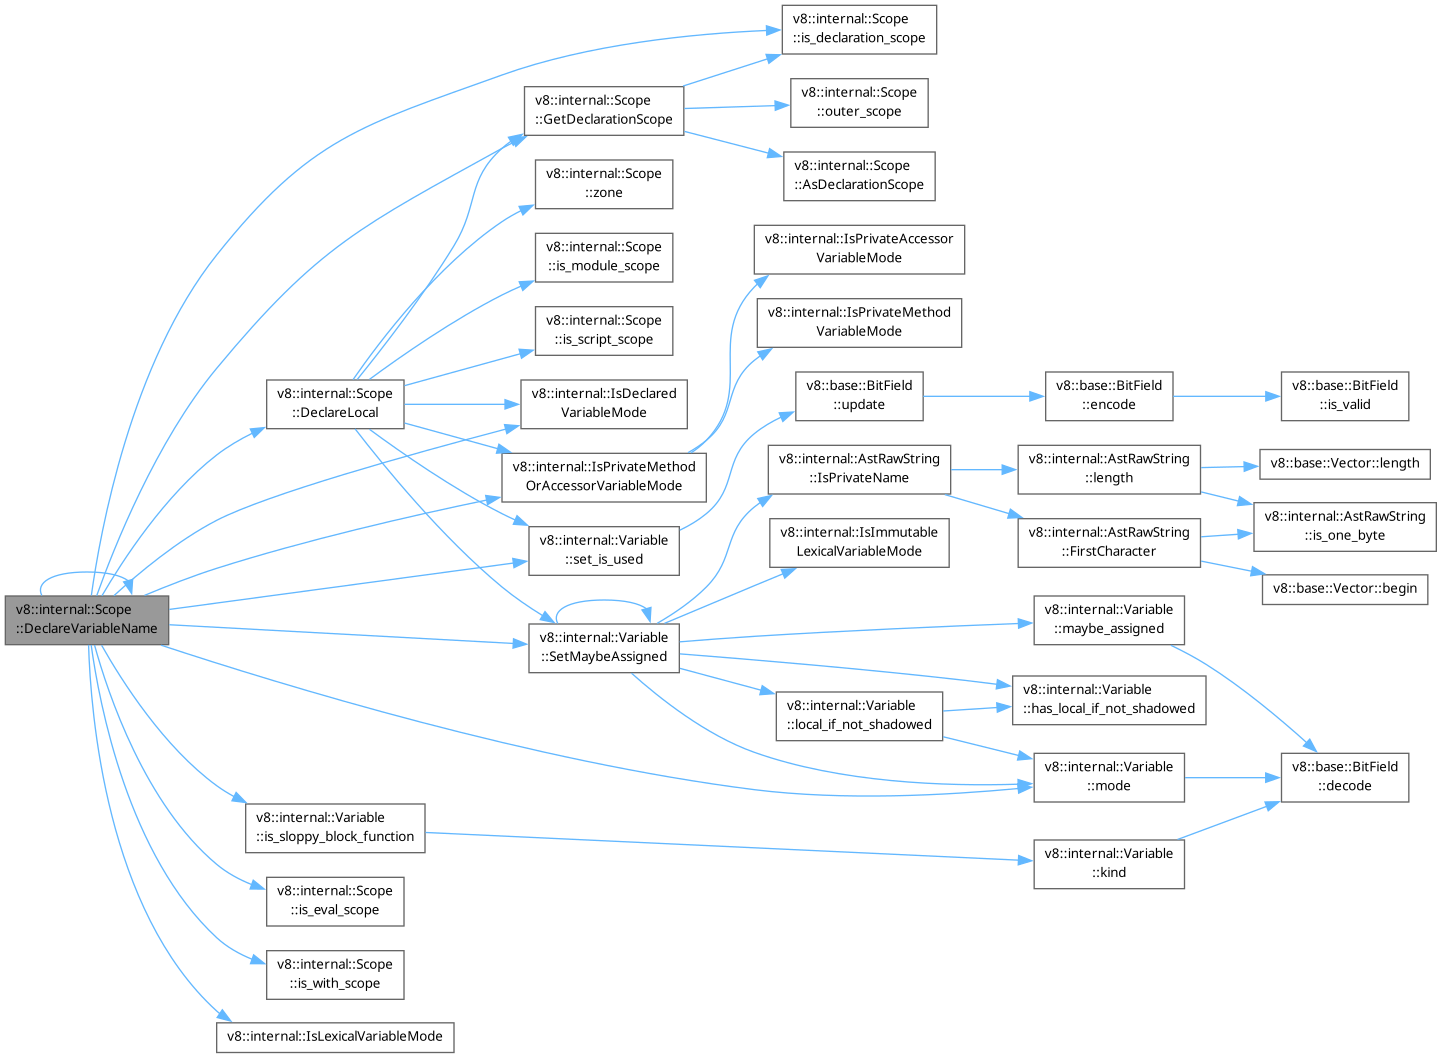 v8::internal::Scope
::is_declaration_scope
v8::internal::Scope
::GetDeclarationScope
v8::internal::Scope
::outer_scope
v8::internal::Scope
::AsDeclarationScope
v8::internal::Scope
::zone
v8::internal::IsPrivateAccessor
VariableMode
v8::internal::Scope
::is_module_scope
v8::internal::IsPrivateMethod
VariableMode
v8::internal::Scope
::is_script_scope
v8::internal::Scope
::DeclareLocal
v8::internal::IsDeclared
VariableMode
v8::base::BitField
::update
v8::base::BitField
::encode
v8::base::BitField
::is_valid
v8::internal::IsPrivateMethod
OrAccessorVariableMode
v8::internal::AstRawString
::IsPrivateName
v8::internal::AstRawString
::length
v8::base::Vector::length
v8::internal::AstRawString
::is_one_byte
v8::internal::Variable
::set_is_used
v8::internal::IsImmutable
LexicalVariableMode
v8::internal::AstRawString
::FirstCharacter
v8::base::Vector::begin
v8::internal::Scope
::DeclareVariableName
v8::internal::Variable
::SetMaybeAssigned
v8::internal::Variable
::maybe_assigned
v8::internal::Variable
::local_if_not_shadowed
v8::internal::Variable
::has_local_if_not_shadowed
v8::internal::Variable
::mode
v8::base::BitField
::decode
v8::internal::Variable
::is_sloppy_block_function
v8::internal::Variable
::kind
v8::internal::Scope
::is_eval_scope
v8::internal::Scope
::is_with_scope
v8::internal::IsLexicalVariableMode